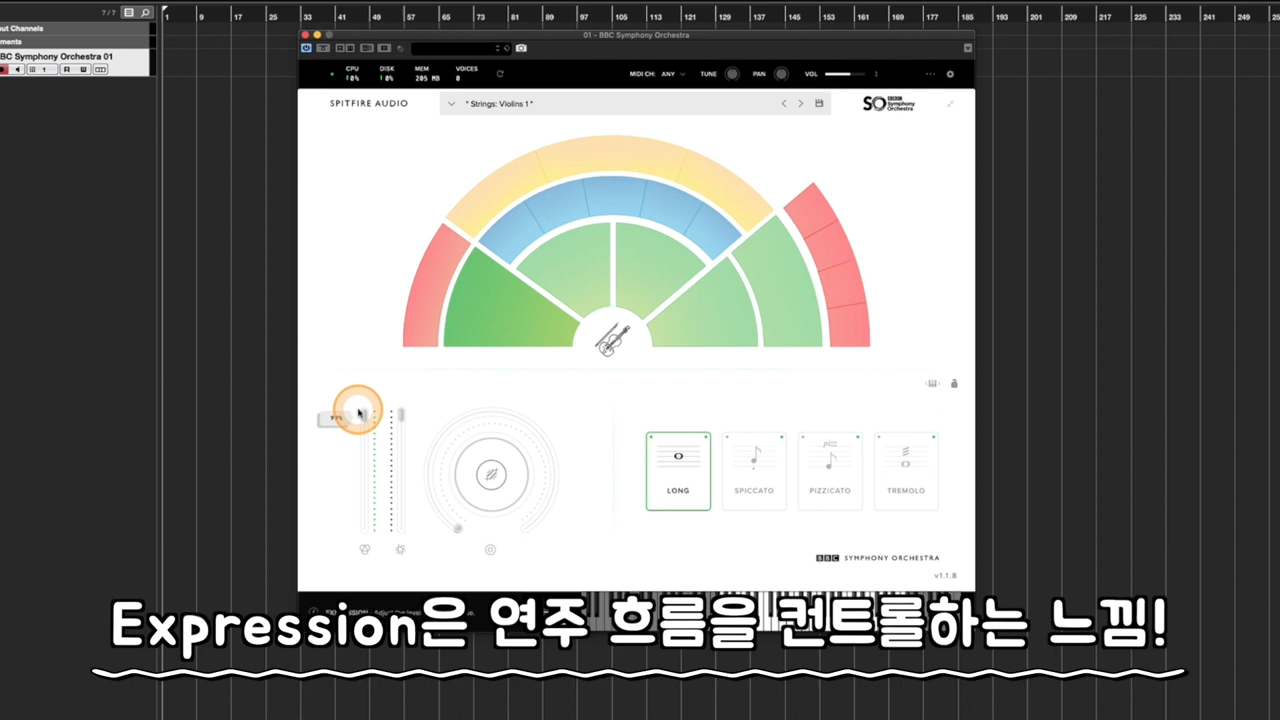 ?/?
1 9 17 25 33 41 49 57 65 73 81 89 97 105 113 121 129 137 145 153 161 169 177 185 193 201 209 217 225 233 241 249
ut Channels
ments
BC Symphony Orchestra 01
1 R W
01 - BBC Symphony Orchestra
CPU DISK MEM VOICES
0% 0% 205 MB 0
MIDI CH: ANY TUNE PAN VOL
SPITFIRE AUDIO
* Strings: Violins 1*
SO BBC Symphony Orchestra
pizz
LONG SPICCATO PIZZICATO TREMOLO
BBC SYMPHONY ORCHESTRA
v1.1.8
Expression은 연주 흐름을 컨트롤하는 느낌!